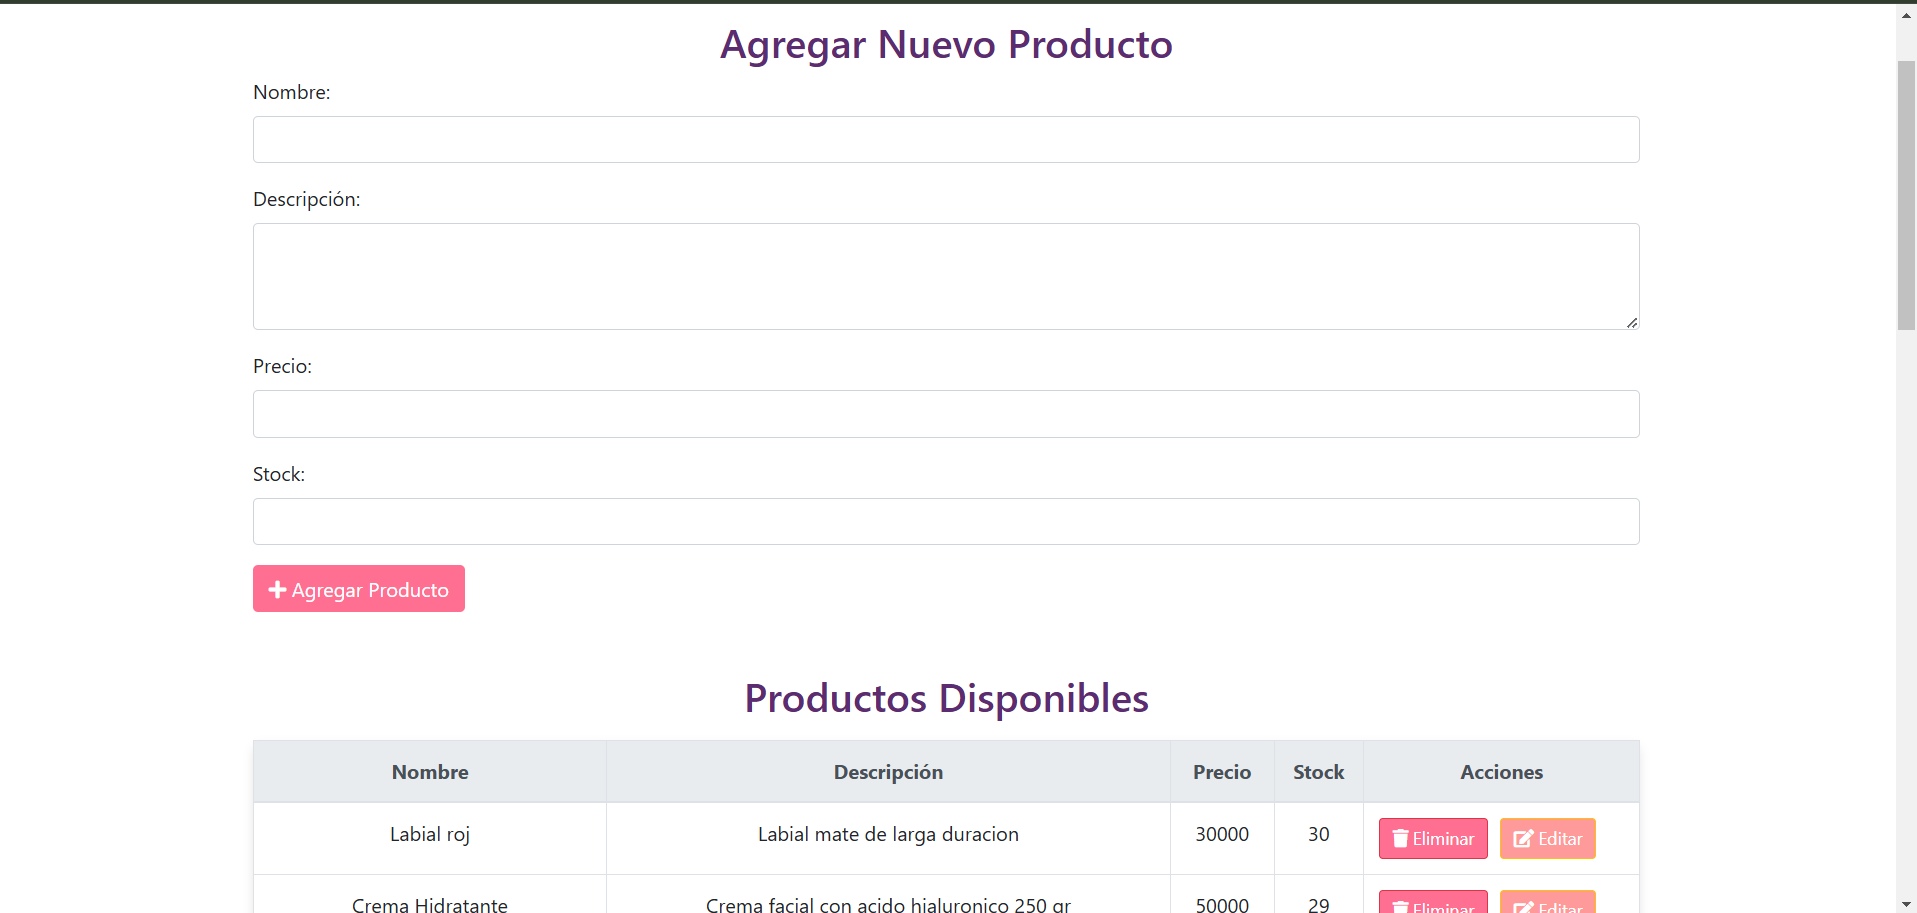 Agregar Nuevo Producto
Nombre:
Descripción:
Precio:
Stock:
Agregar Producto
Productos Disponibles
Nombre Descripción Precio Stock Acciones
Labial roj Labial mate de larga duracion 30000 30 Eliminar Editar
Crema Hidratante Crema facial con acido hialuronico 250 gr 50000 29 Eliminar Editar